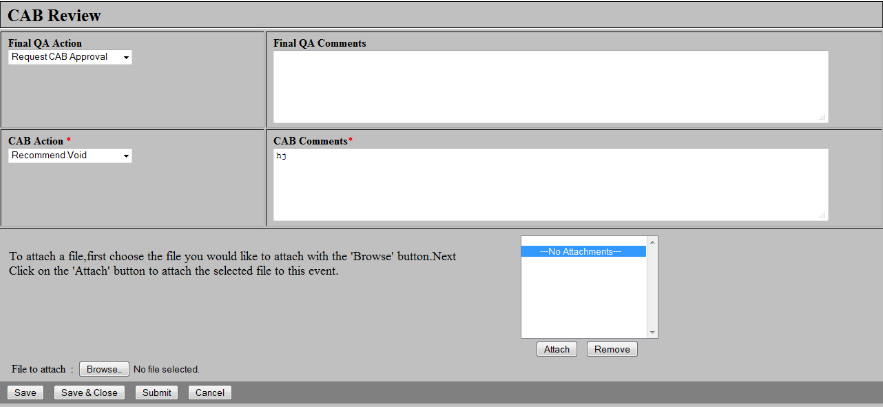 CAB Review
Final QA Action
Final QA Comments
Request CAB Approval
CAB Action *
CAB Comments*
Recommend Void
hj
To attach a file,first choose the file you would like to attach with the 'Browse' button.Next
Click on the 'Attach' button to attach the selected file to this event.
---No Attachments---
Attach Remove
File to attach : Browse_ No file selected.
Save Save & Close Submit Cancel